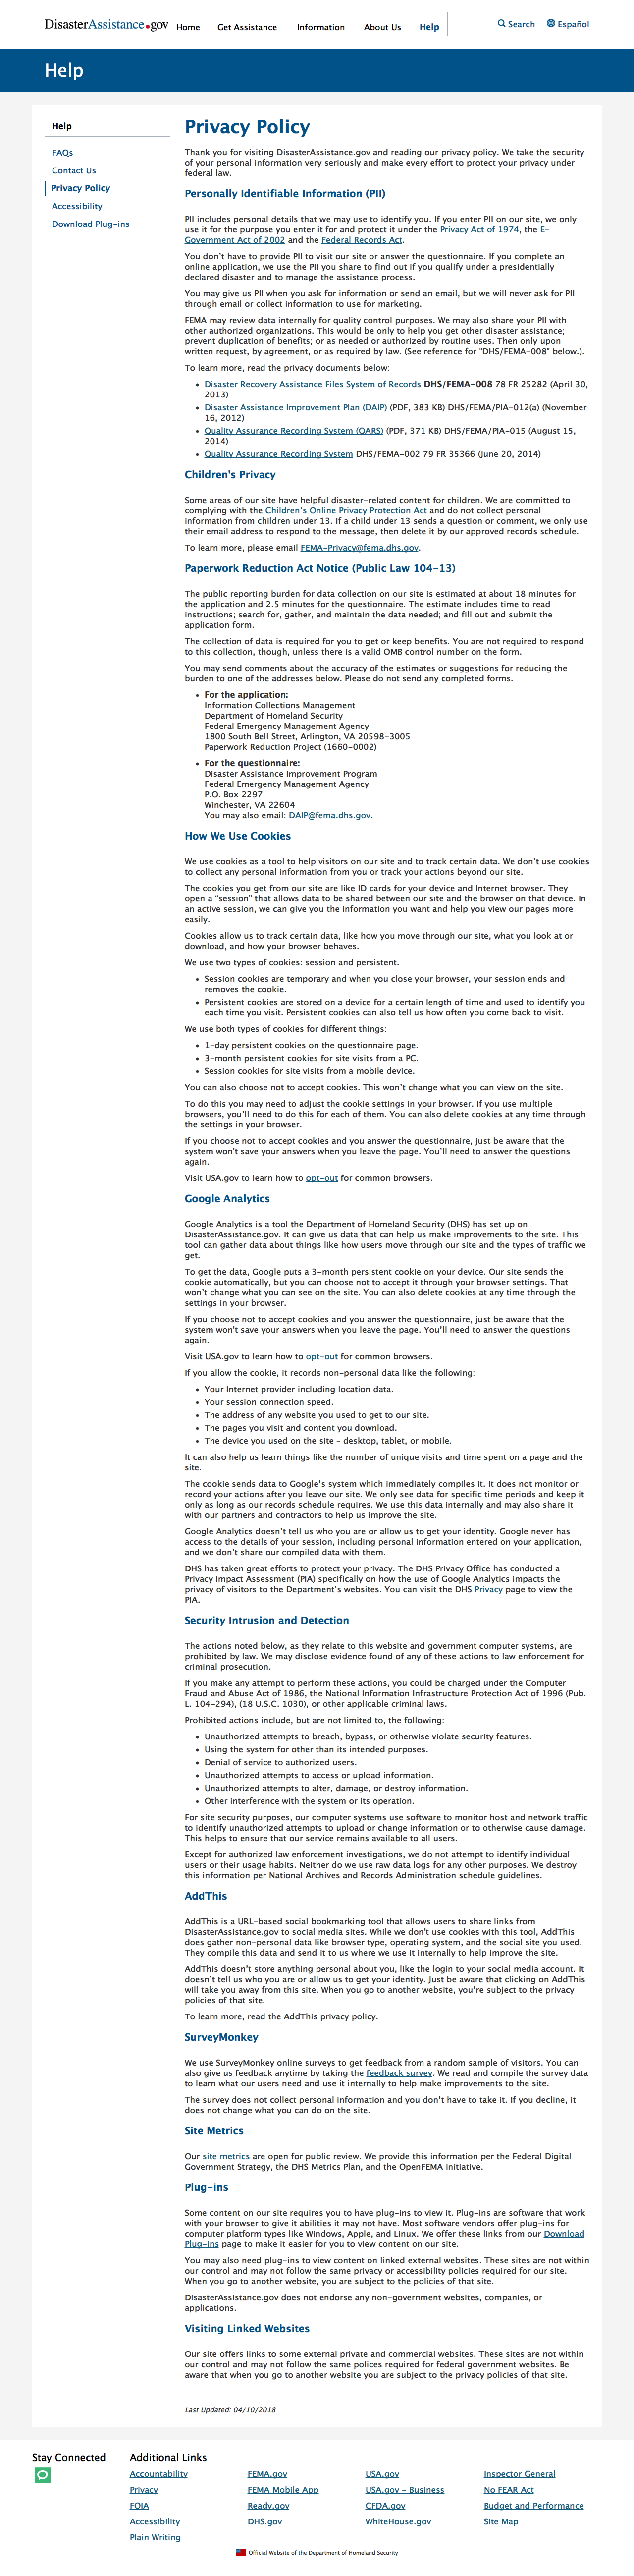 DisasterAssistance.gov Home Get Assistance Information About Us Help Search Español
Help
Help
FAQs
Contact Us
Privacy Policy
Accessibility
Download Plug-ins
Privacy Policy
Thank you for visiting DisasterAssistance.gov and reading our privacy policy. We take the security
of your personal information very seriously and make every effort to protect your privacy under
federal law.
Personally Identifiable Information (PII)
PII includes personal details that we may use to identify you. If you enter PII on our site, we only
use it for the purpose you enter it for and protect it under the Privacy Act of 1974, the E-
Government Act of 2002 and the Federal Records Act.
You don't have to provide PII to visit our site or answer the questionnaire. If you complete an
online application, we use the PII you share to find out if you qualify under a presidentially
declared disaster and to manage the assistance process.
You may give us PII when you ask for information or send an email, but we will never ask for PII
through email or collect information to use for marketing.
FEMA may review data internally for quality control purposes. We may also share your PII with
other authorized organizations. This would be only to help you get other disaster assistance;
prevent duplication of benefits; or as needed or authorized by routine uses. Then only upon
written request, by agreement, or as required by law. (See reference for "DHS/FEMA-008" below.).
To learn more, read the privacy documents below:
• Disaster Recovery Assistance Files System of Records DHS/FEMA-008 78 FR 25282 (April 30,
2013)
• Disaster Assistance Improvement Plan (DAIP) (PDF, 383 KB) DHS/FEMA/PIA-012(a) (November
16, 2012)
• Quality Assurance Recording System (QARS) (PDF, 371 KB) DHS/FEMA/PIA-015 (August 15,
2014)
• Quality Assurance Recording System DHS/FEMA-002 79 FR 35366 (June 20, 2014)
Children's Privacy
Some areas of our site have helpful disaster-related content for children. We are committed to
complying with the Children's Online Privacy Protection Act and do not collect personal
information from children under 13. If a child under 13 sends a question or comment, we only use
their email address to respond to the message, then delete it by our approved records schedule.
To learn more, please email FEMA-Privacy@fema.dhs.gov.
Paperwork Reduction Act Notice (Public Law 104-13)
The public reporting burden for data collection on our site is estimated at about 18 minutes for
the application and 2.5 minutes for the questionnaire. The estimate includes time to read
instructions; search for, gather, and maintain the data needed; and fill out and submit the
application form.
The collection of data is required for you to get or keep benefits. You are not required to respond
to this collection, though, unless there is a valid OMB control number on the form.
You may send comments about the accuracy of the estimates or suggestions for reducing the
burden to one of the addresses below. Please do not send any completed forms.
• For the application:
Information Collections Management
Department of Homeland Security
Federal Emergency Management Agency
1800 South Bell Street, Arlington, VA 20598-3005
Paperwork Reduction Project (1660-0002)
• For the questionnaire:
Disaster Assistance Improvement Program
Federal Emergency Management Agency
P.O. Box 2297
Winchester, VA 22604
You may also email: DAIP@fema.dhs.gov.
How We Use Cookies
We use cookies as a tool to help visitors on our site and to track certain data. We don't use cookies
to collect any personal information from you or track your actions beyond our site.
The cookies you get from our site are like ID cards for your device and Internet browser. They
open a "session" that allows data to be shared between our site and the browser on that device. In
an active session, we can give you the information you want and help you view our pages more
easily.
Cookies allow us to track certain data, like how you move through our site, what you look at or
download, and how your browser behaves.
We use two types of cookies: session and persistent.
• Session cookies are temporary and when you close your browser, your session ends and
removes the cookie.
• Persistent cookies are stored on a device for a certain length of time and used to identify you
each time you visit. Persistent cookies can also tell us how often you come back to visit.
We use both types of cookies for different things:
• 1-day persistent cookies on the questionnaire page.
• 3-month persistent cookies for site visits from a PC.
• Session cookies for site visits from a mobile device.
You can also choose not to accept cookies. This won't change what you can view on the site.
To do this you may need to adjust the cookie settings in your browser. If you use multiple
browsers, you'll need to do this for each of them. You can also delete cookies at any time through
the settings in your browser.
If you choose not to accept cookies and you answer the questionnaire, just be aware that the
system won't save your answers when you leave the page. You'll need to answer the questions
again.
Visit USA.gov to learn how to opt-out for common browsers.
Google Analytics
Google Analytics is a tool the Department of Homeland Security (DHS) has set up on
DisasterAssistance.gov. It can give us data that can help us make improvements to the site. This
tool can gather data about things like how users move through our site and the types of traffic we
get.
To get the data, Google puts a 3-month persistent cookie on your device. Our site sends the
cookie automatically, but you can choose not to accept it through your browser settings. That
won't change what you can see on the site. You can also delete cookies at any time through the
settings in your browser.
If you choose not to accept cookies and you answer the questionnaire, just be aware that the
system won't save your answers when you leave the page. You'll need to answer the questions
again.
Visit USA.gov to learn how to opt-out for common browsers.
If you allow the cookie, it records non-personal data like the following:
• Your Internet provider including location data.
• Your session connection speed.
• The address of any website you used to get to our site.
• The pages you visit and content you download.
• The device you used on the site – desktop, tablet, or mobile.
It can also help us learn things like the number of unique visits and time spent on a page and the
site.
The cookie sends data to Google's system which immediately compiles it. It does not monitor or
record your actions after you leave our site. We only see data for specific time periods and keep it
only as long as our records schedule requires. We use this data internally and may also share it
with our partners and contractors to help us improve the site.
Google Analytics doesn't tell us who you are or allow us to get your identity. Google never has
access to the details of your session, including personal information entered on your application,
and we don't share our compiled data with them.
DHS has taken great efforts to protect your privacy. The DHS Privacy Office has conducted a
Privacy Impact Assessment (PIA) specifically on how the use of Google Analytics impacts the
privacy of visitors to the Department's websites. You can visit the DHS Privacy page to view the
PIA.
Security Intrusion and Detection
The actions noted below, as they relate to this website and government computer systems, are
prohibited by law. We may disclose evidence found of any of these actions to law enforcement for
criminal prosecution.
If you make any attempt to perform these actions, you could be charged under the Computer
Fraud and Abuse Act of 1986, the National Information Infrastructure Protection Act of 1996 (Pub.
L. 104-294), (18 U.S.C. 1030), or other applicable criminal laws.
Prohibited actions include, but are not limited to, the following:
• Unauthorized attempts to breach, bypass, or otherwise violate security features.
• Using the system for other than its intended purposes.
• Denial of service to authorized users.
• Unauthorized attempts to access or upload information.
• Unauthorized attempts to alter, damage, or destroy information.
• Other interference with the system or its operation.
For site security purposes, our computer systems use software to monitor host and network traffic
to identify unauthorized attempts to upload or change information or to otherwise cause damage.
This helps to ensure that our service remains available to all users.
Except for authorized law enforcement investigations, we do not attempt to identify individual
users or their usage habits. Neither do we use raw data logs for any other purposes. We destroy
this information per National Archives and Records Administration schedule guidelines.
AddThis
AddThis is a URL-based social bookmarking tool that allows users to share links from
DisasterAssistance.gov to social media sites. While we don't use cookies with this tool, AddThis
does gather non-personal data like browser type, operating system, and the social site you used.
They compile this data and send it to us where we use it internally to help improve the site.
AddThis doesn't store anything personal about you, like the login to your social media account. It
doesn't tell us who you are or allow us to get your identity. Just be aware that clicking on AddThis
will take you away from this site. When you go to another website, you're subject to the privacy
policies of that site.
To learn more, read the AddThis privacy policy.
SurveyMonkey
We use SurveyMonkey online surveys to get feedback from a random sample of visitors. You can
also give us feedback anytime by taking the feedback survey. We read and compile the survey data
to learn what our users need and use it internally to help make improvements to the site.
The survey does not collect personal information and you don't have to take it. If you decline, it
does not change what you can do on the site.
Site Metrics
Our site metrics are open for public review. We provide this information per the Federal Digital
Government Strategy, the DHS Metrics Plan, and the OpenFEMA initiative.
Plug-ins
Some content on our site requires you to have plug-ins to view it. Plug-ins are software that work
with your browser to give it abilities it may not have. Most software vendors offer plug-ins for
computer platform types like Windows, Apple, and Linux. We offer these links from our Download
Plug-ins page to make it easier for you to view content on our site.
You may also need plug-ins to view content on linked external websites. These sites are not within
our control and may not follow the same privacy or accessibility policies required for our site.
When you go to another website, you are subject to the policies of that site.
DisasterAssistance.gov does not endorse any non-government websites, companies, or
applications.
Visiting Linked Websites
Our site offers links to some external private and commercial websites. These sites are not within
our control and may not follow the same policies required for federal government websites. Be
aware that when you go to another website you are subject to the privacy policies of that site.
Last Updated: 04/10/2018
Stay Connected
Additional Links
Accountability FEMA.gov USA.gov Inspector General
Privacy FEMA Mobile App USA.gov - Business No FEAR Act
FOIA Ready.gov CFDA.gov Budget and Performance
Accessibility DHS.gov WhiteHouse.gov Site Map
Plain Writing
Official Website of the Department of Homeland Security